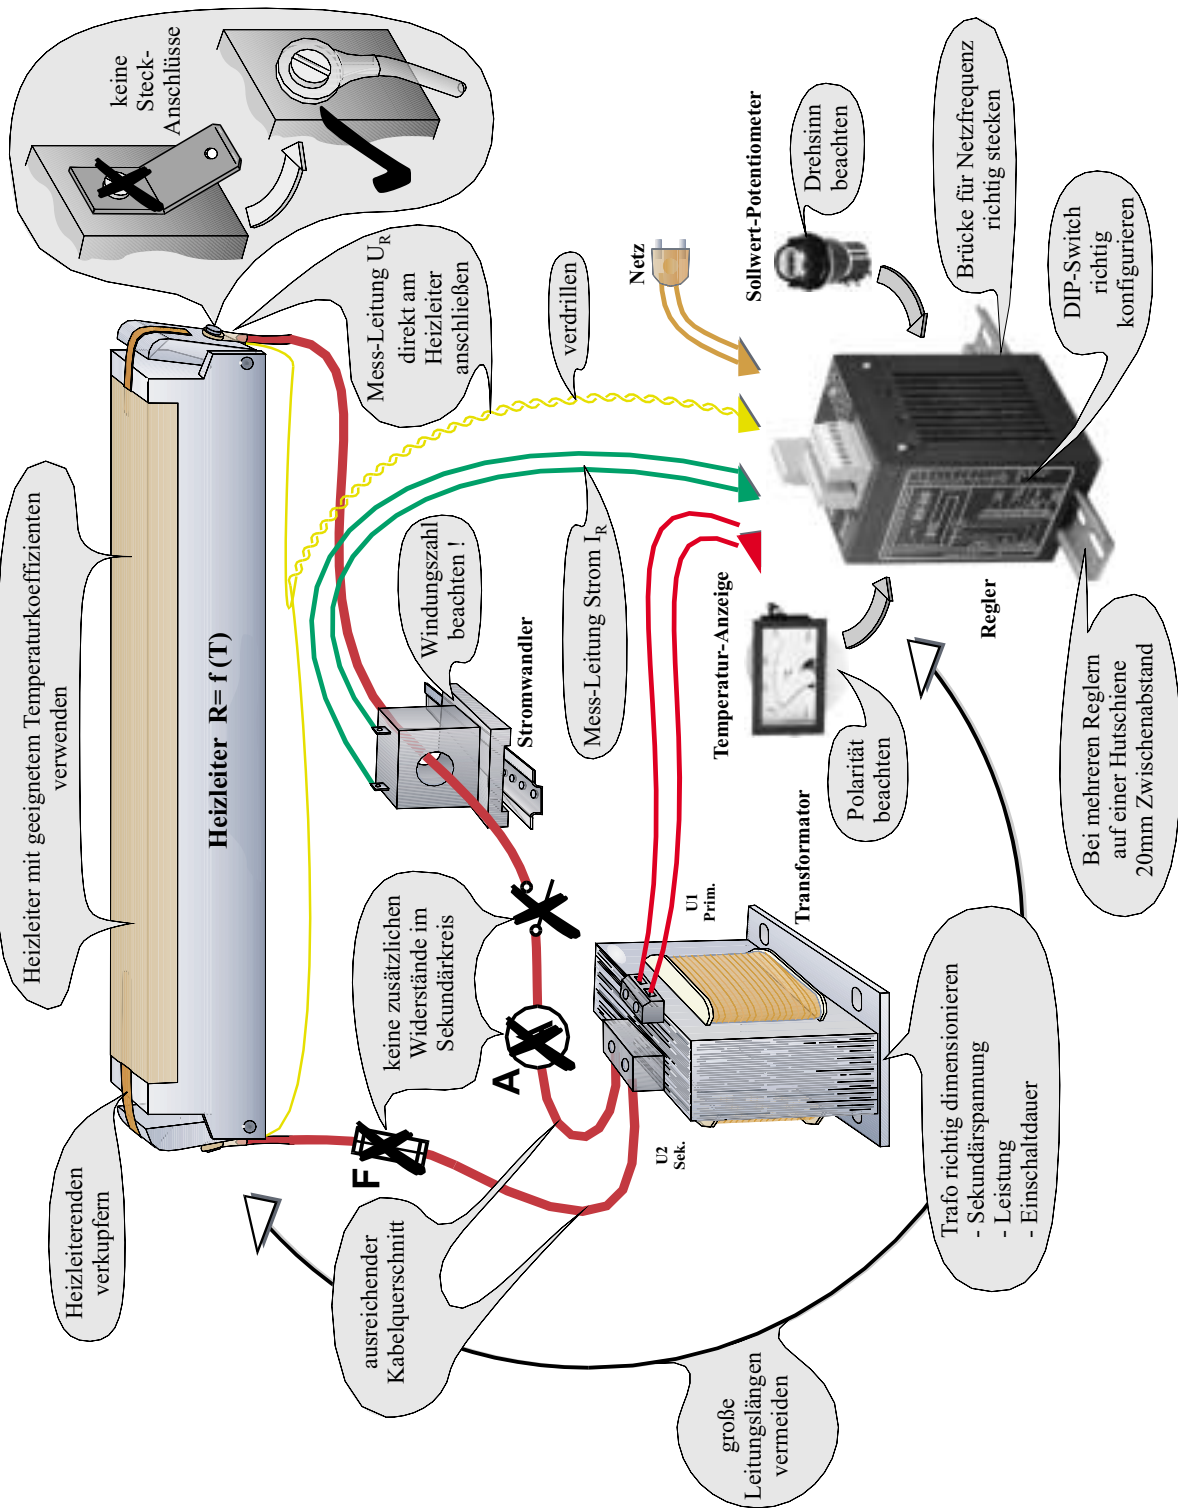 Heizleiterenden
verkupfern
Heizleiter mit geeignetem Temperaturkoeffizienten
verwenden
keine
Steck-
Anschlüsse
Heizleiter R= f (T)
Mess-Leitung U_R
direkt am
Heizleiter
anschließen
F
ausreichender
Kabelquerschnitt
keine zusätzlichen
Widerstände im
Sekundärkreis
A
Windungszahl
beachten !
Stromwandler
verdrillen
Mess-Leitung Strom I_R
Netz
U2
Sek.
U1
Prim.
große
Leitungslängen
vermeiden
Transformator
Temperatur-Anzeige
Sollwert-Potentiometer
Drehsinn
beachten
Polarität
beachten
Trafo richtig dimensionieren
- Sekundärspannung
- Leistung
- Einschaltdauer
Regler
Brücke für Netzfrequenz
richtig stecken
DIP-Switch
richtig
konfigurieren
Bei mehreren Reglern
auf einer Hutschiene
20mm Zwischenabstand